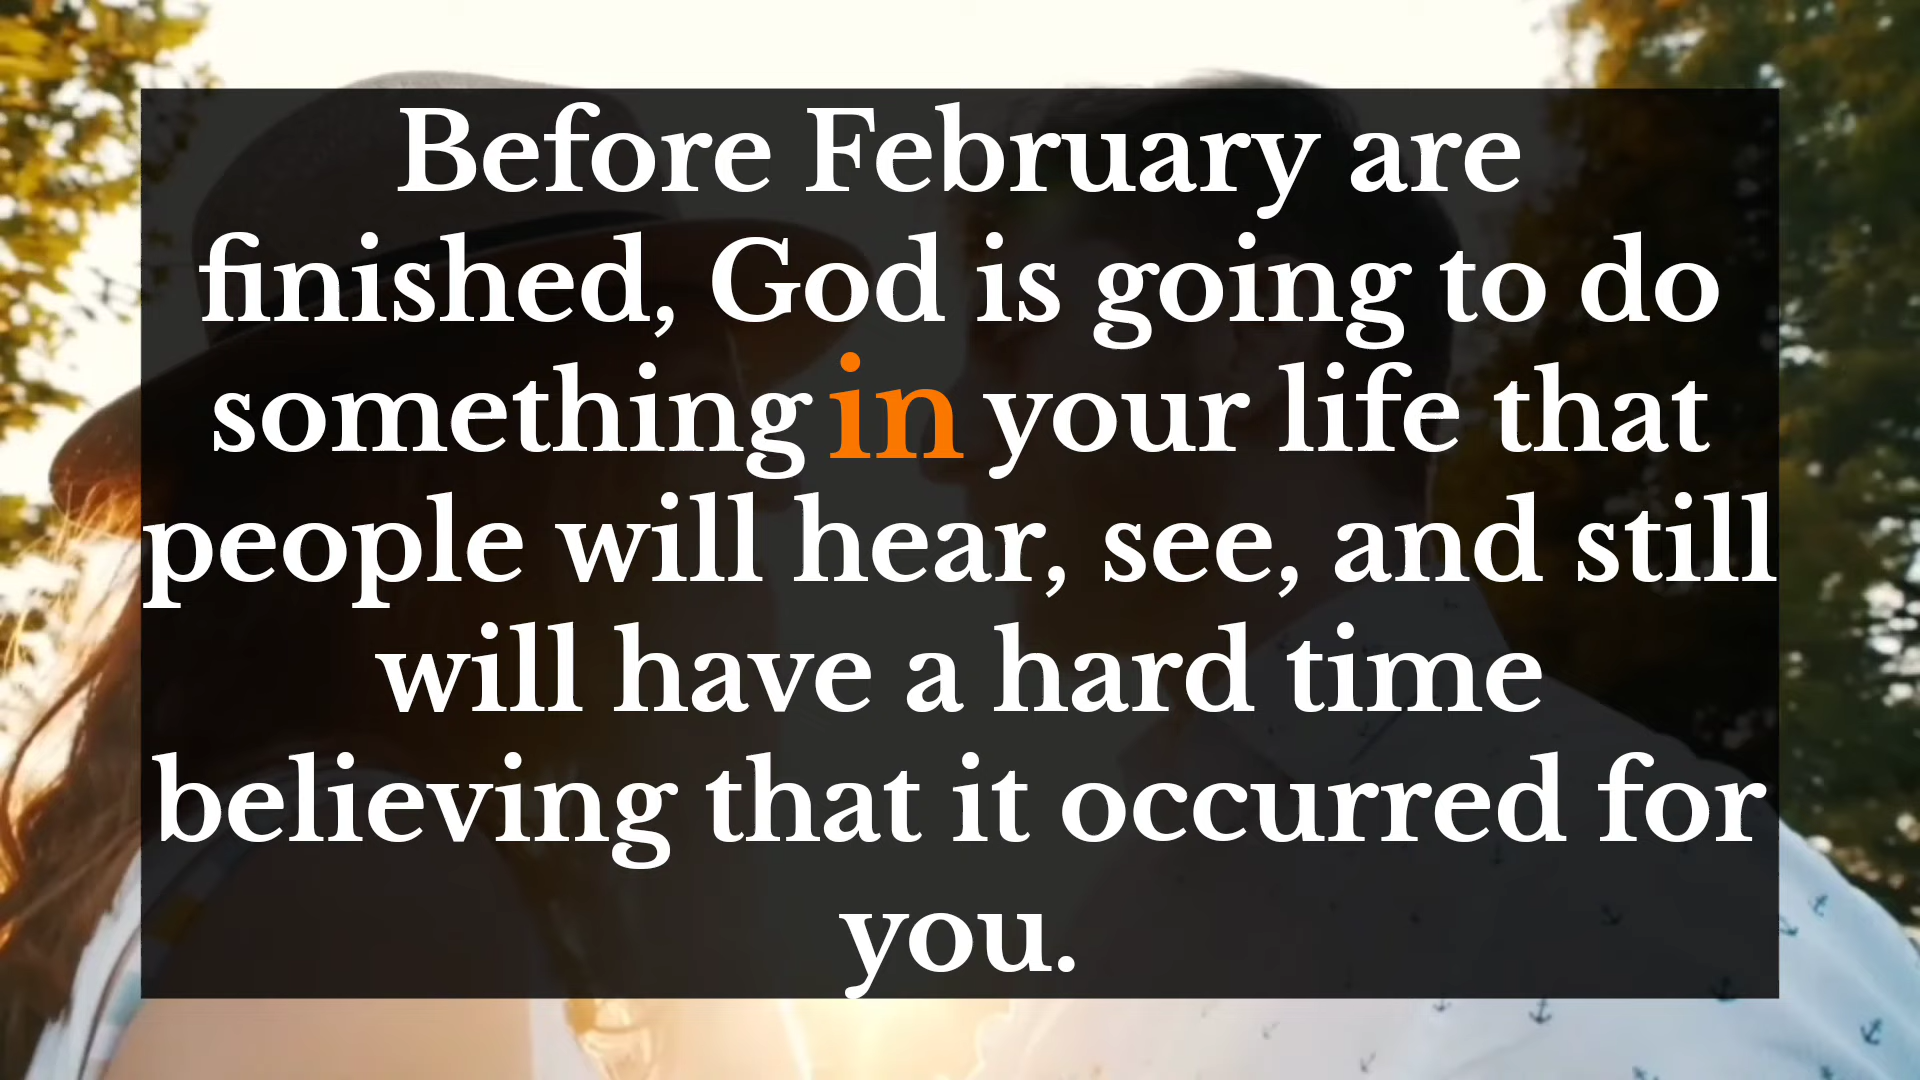 Before February are
finished, God is going to do
something in your life that
people will hear, see, and still
will have a hard time
believing that it occurred for
you.